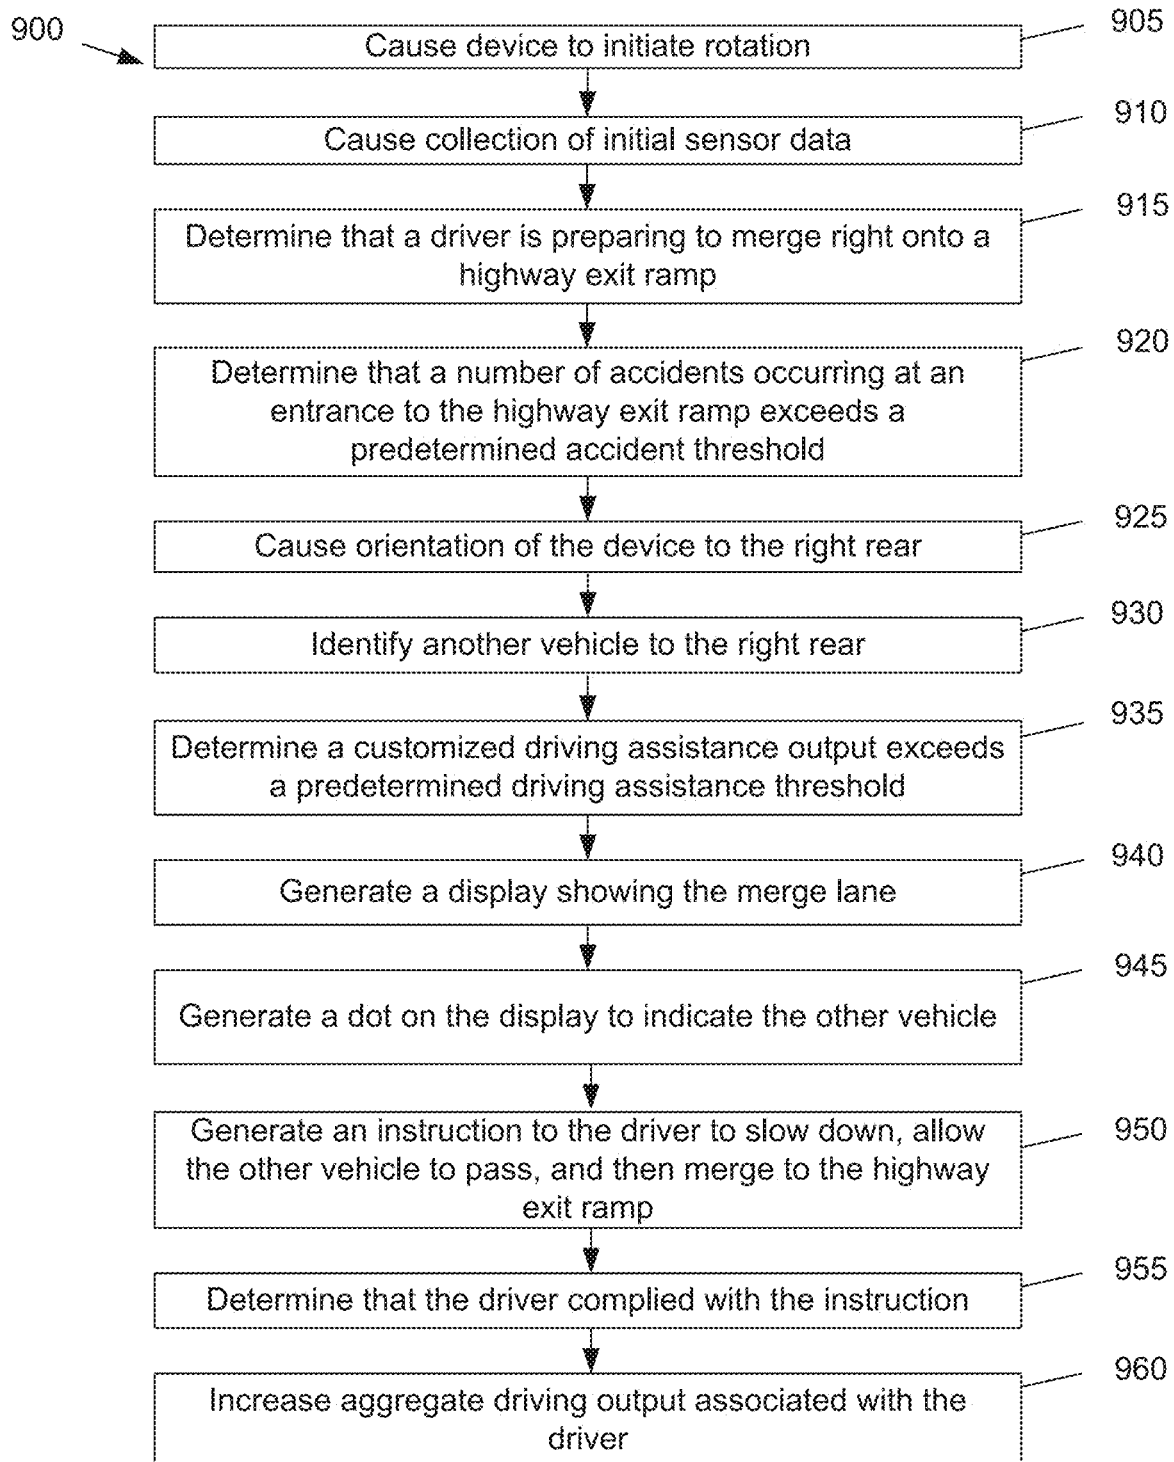 900
905
Cause device to initiate rotation
910
Cause collection of initial sensor data
915
Determine that a driver is preparing to merge right onto a
highway exit ramp
920
Determine that a number of accidents occurring at an
entrance to the highway exit ramp exceeds a
predetermined accident threshold
925
Cause orientation of the device to the right rear
930
Identify another vehicle to the right rear
935
Determine a customized driving assistance output exceeds
a predetermined driving assistance threshold
940
Generate a display showing the merge lane
945
Generate a dot on the display to indicate the other vehicle
950
Generate an instruction to the driver to slow down, allow
the other vehicle to pass, and then merge to the highway
exit ramp
955
Determine that the driver complied with the instruction
960
Increase aggregate driving output associated with the
driver